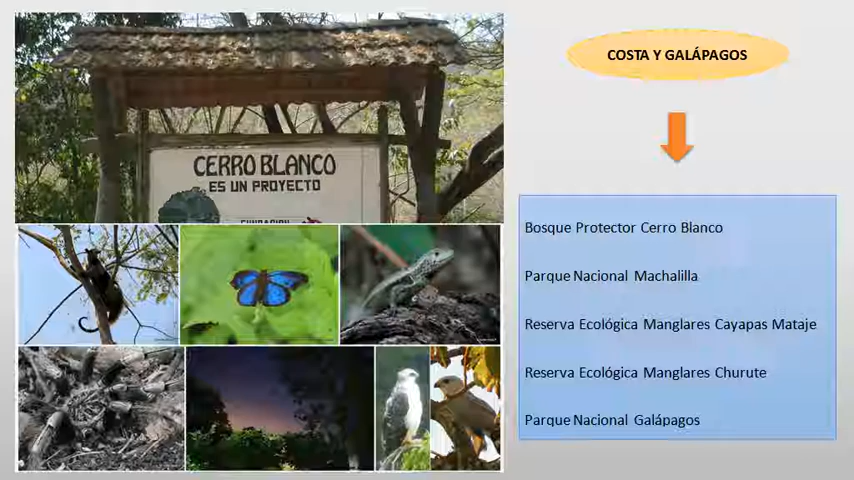 CERRO BLANCO
ES UN PROYECTO
FUNDACION
COSTA Y GALÁPAGOS
Bosque Protector Cerro Blanco
Parque Nacional Machalilla
Reserva Ecológica Manglares Cayapas Mataje
Reserva Ecológica Manglares Churute
Parque Nacional Galápagos